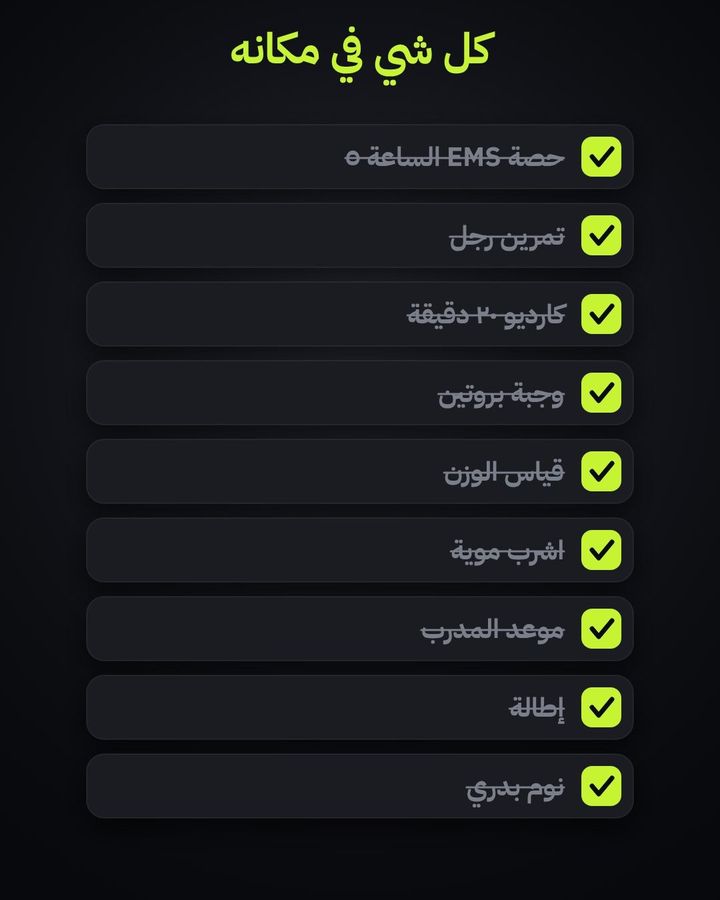 كل شي في مكانه
حصة EMS الساعة ٥
تمرين رجل
كارديو ٢٠ دقيقة
وجبة بروتين
قياس الوزن
اشرب موية
موعد المدرب
إطالة
نوم بدري